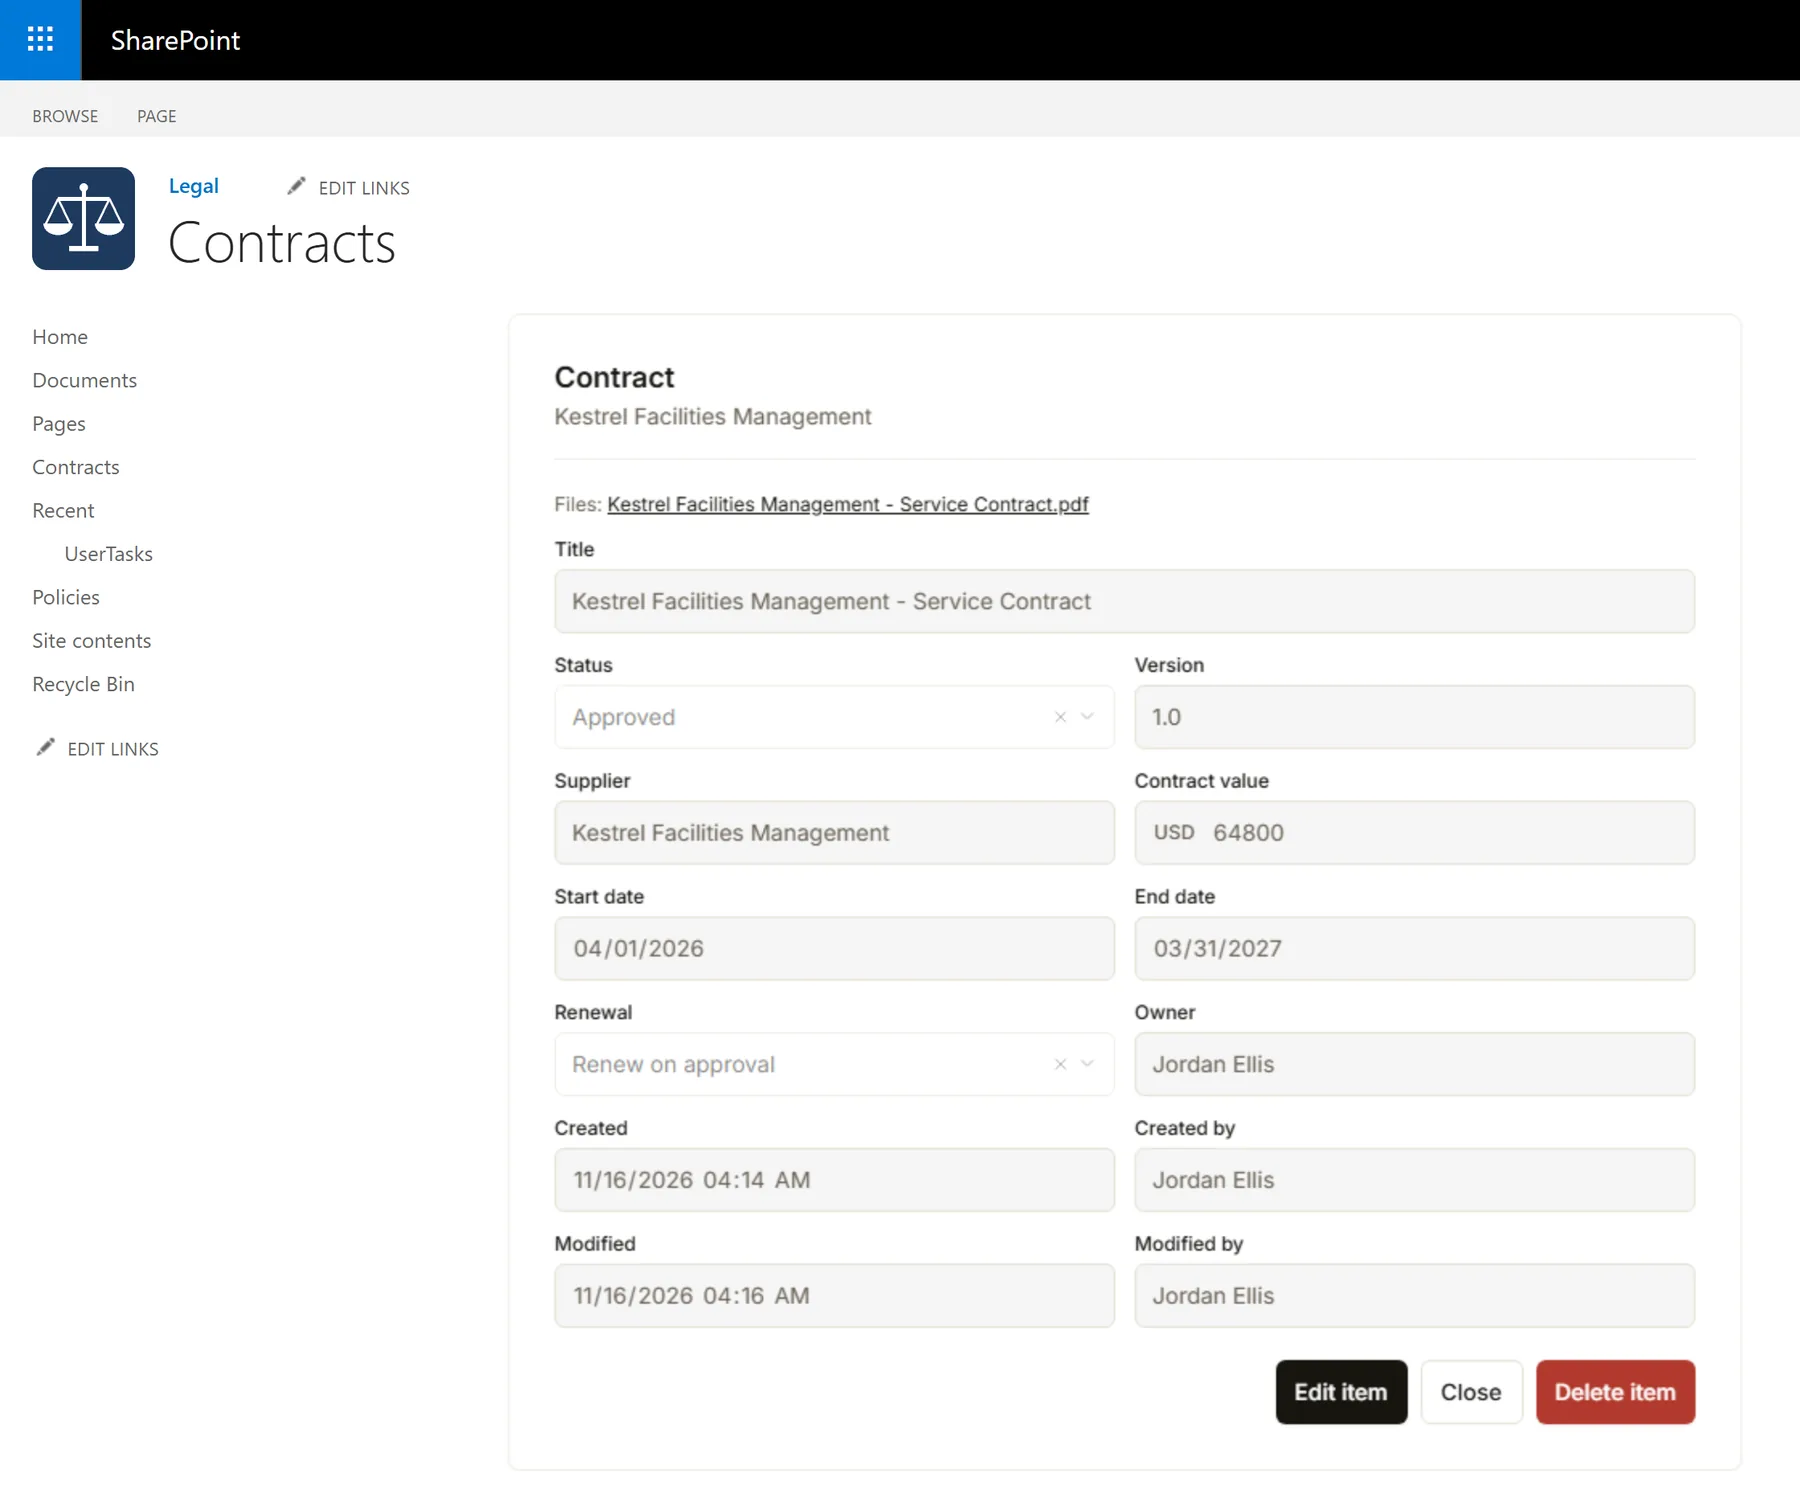 SharePoint
BROWSE PAGE
Legal EDIT LINKS
Contracts
Home
Documents
Pages
Contracts
Recent
UserTasks
Policies
Site contents
Recycle Bin
EDIT LINKS
Contract
Kestrel Facilities Management
Files: Kestrel Facilities Management - Service Contract.pdf
Title
Kestrel Facilities Management - Service Contract
Status Version
Approved 1.0
Supplier Contract value
Kestrel Facilities Management USD 64800
Start date End date
04/01/2026 03/31/2027
Renewal Owner
Renew on approval Jordan Ellis
Created Created by
11/16/2026 04:14 AM Jordan Ellis
Modified Modified by
11/16/2026 04:16 AM Jordan Ellis
Edit item Close Delete item